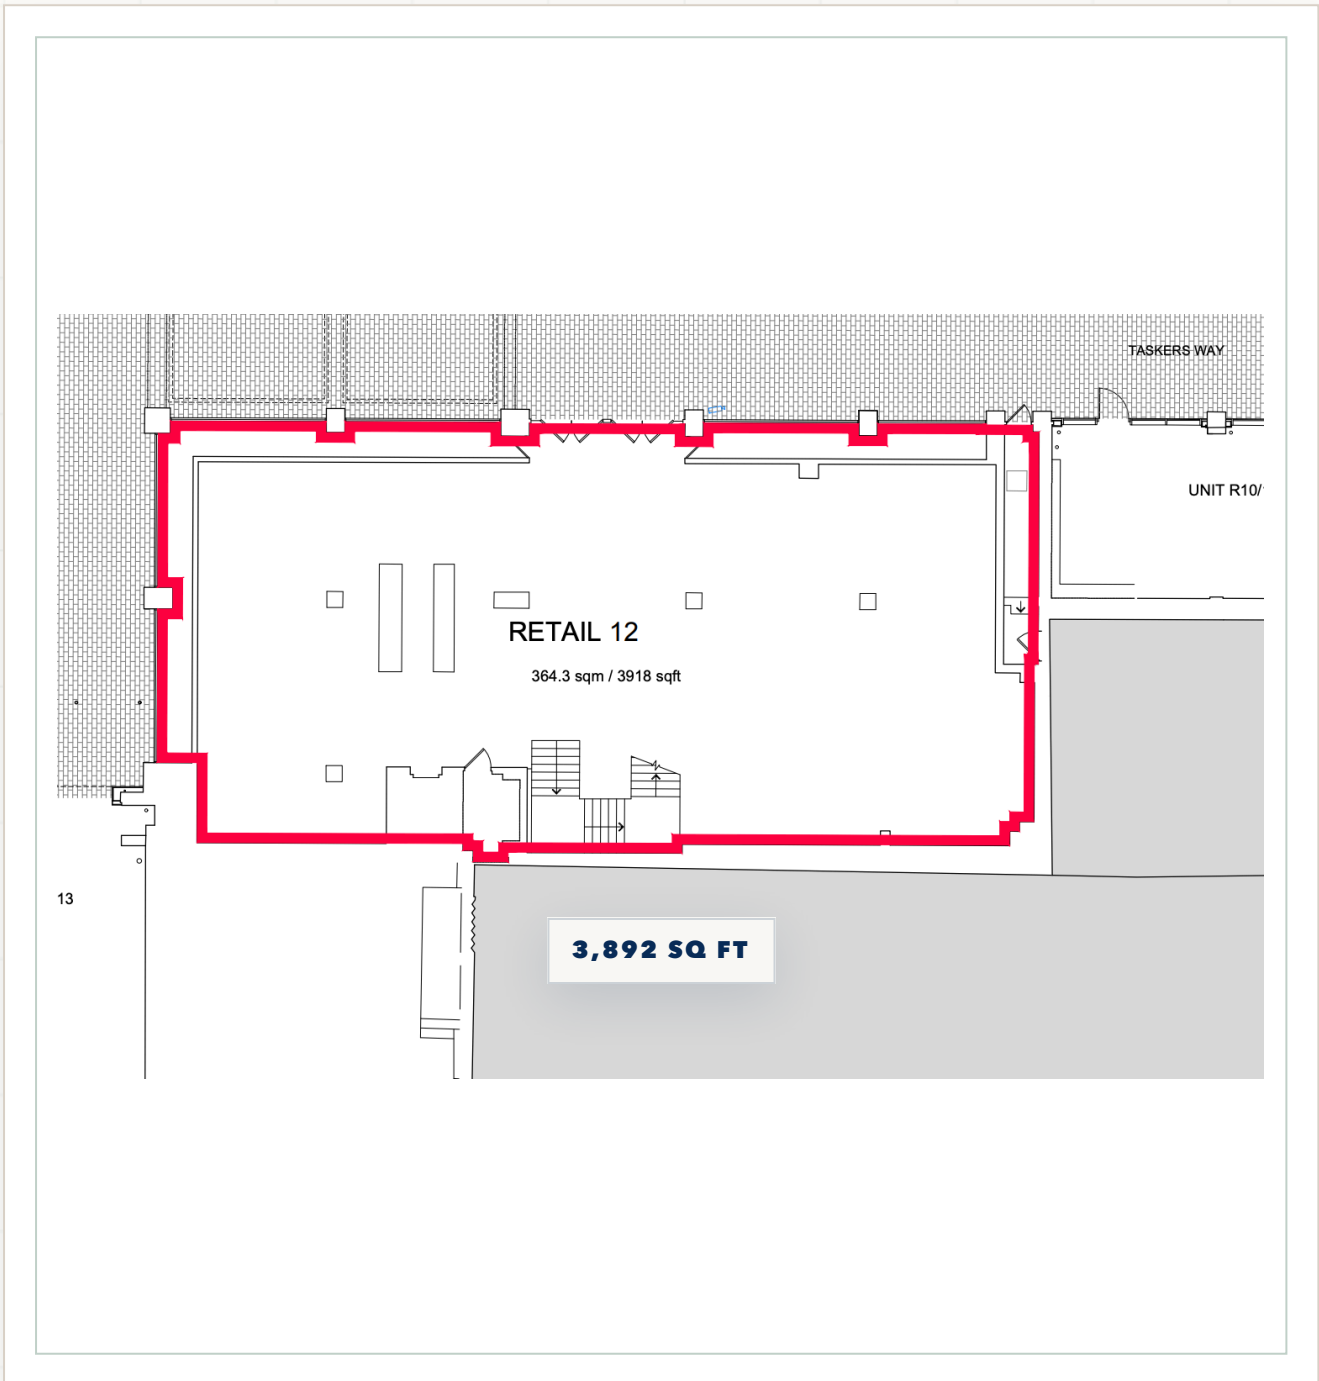 TASKERS WAY
UNIT R10/
RETAIL 12
364.3 sqm / 3918 sqft
13
3,892 SQ FT